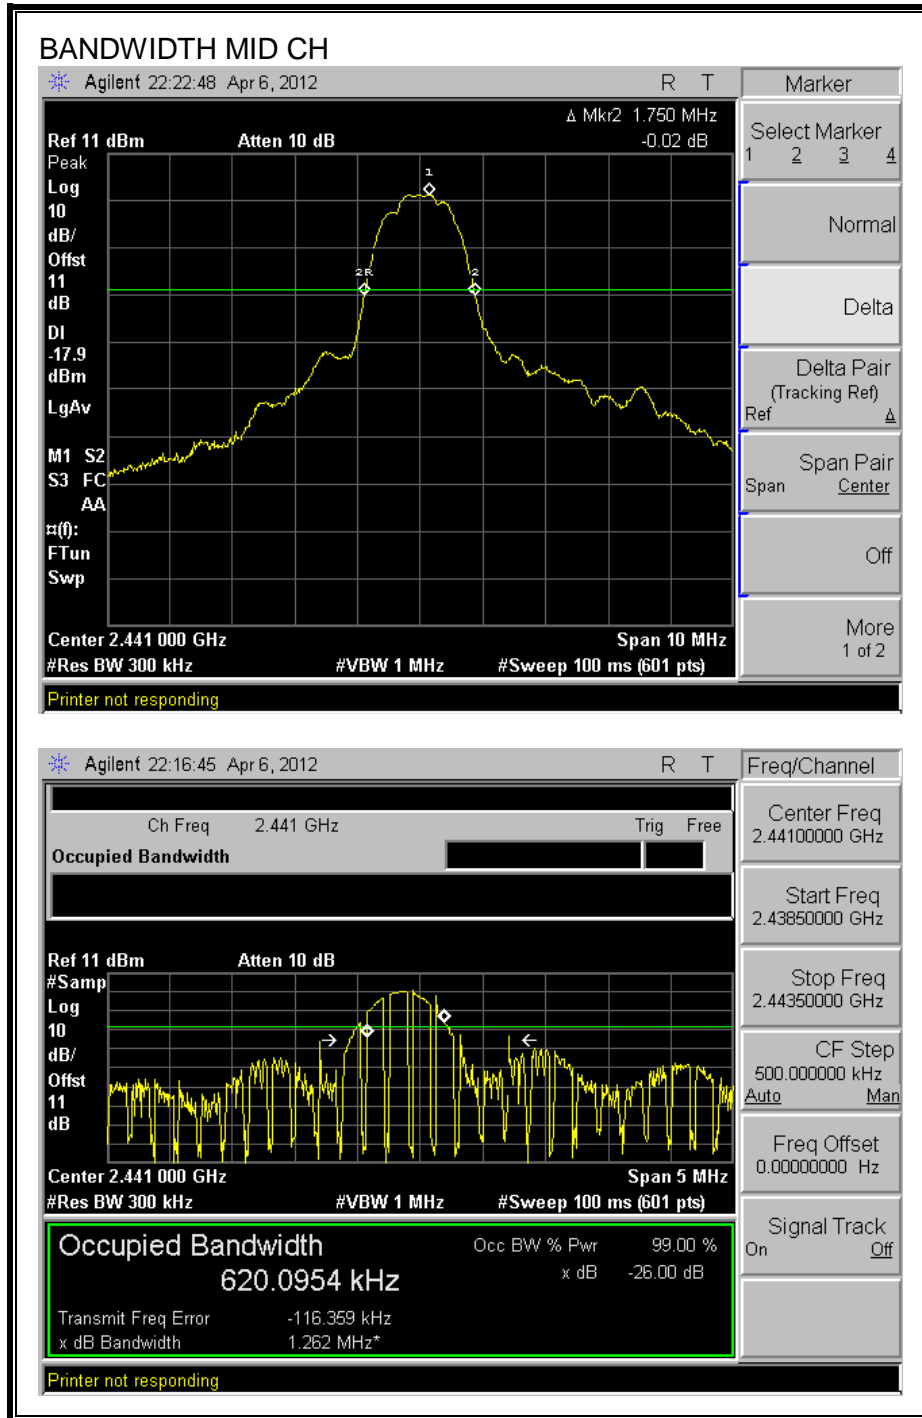 BANDWIDTH MID CH
Agilent 22:22:48 Apr 6, 2012 R T
Marker
Δ Mkr2 1.750 MHz
Ref 11 dBm Atten 10 dB -0.02 dB
Peak
Log
10
dB/
Offst
11
dB
DI
-17.9
dBm
LgAv
M1 S2
S3 FC
AA
¤(f):
FTun
Swp
1
2R
2
Center 2.441 000 GHz Span 10 MHz
#Res BW 300 kHz #VBW 1 MHz #Sweep 100 ms (601 pts)
Printer not responding
Select Marker
1 2 3 4
Normal
Delta
Delta Pair
(Tracking Ref)
Ref Δ
Span Pair
Span Center
Off
More
1 of 2
Agilent 22:16:45 Apr 6, 2012 R T
Freq/Channel
Ch Freq 2.441 GHz Trig Free
Occupied Bandwidth
Ref 11 dBm Atten 10 dB
#Samp
Log
10
dB/
Offst
11
dB
Center 2.441 000 GHz Span 5 MHz
#Res BW 300 kHz #VBW 1 MHz #Sweep 100 ms (601 pts)
Occupied Bandwidth Occ BW % Pwr 99.00 %
620.0954 kHz x dB -26.00 dB
Transmit Freq Error -116.359 kHz
x dB Bandwidth 1.262 MHz*
Printer not responding
Center Freq
2.44100000 GHz
Start Freq
2.43850000 GHz
Stop Freq
2.44350000 GHz
CF Step
500.000000 kHz
Auto Man
Freq Offset
0.00000000 Hz
Signal Track
On Off